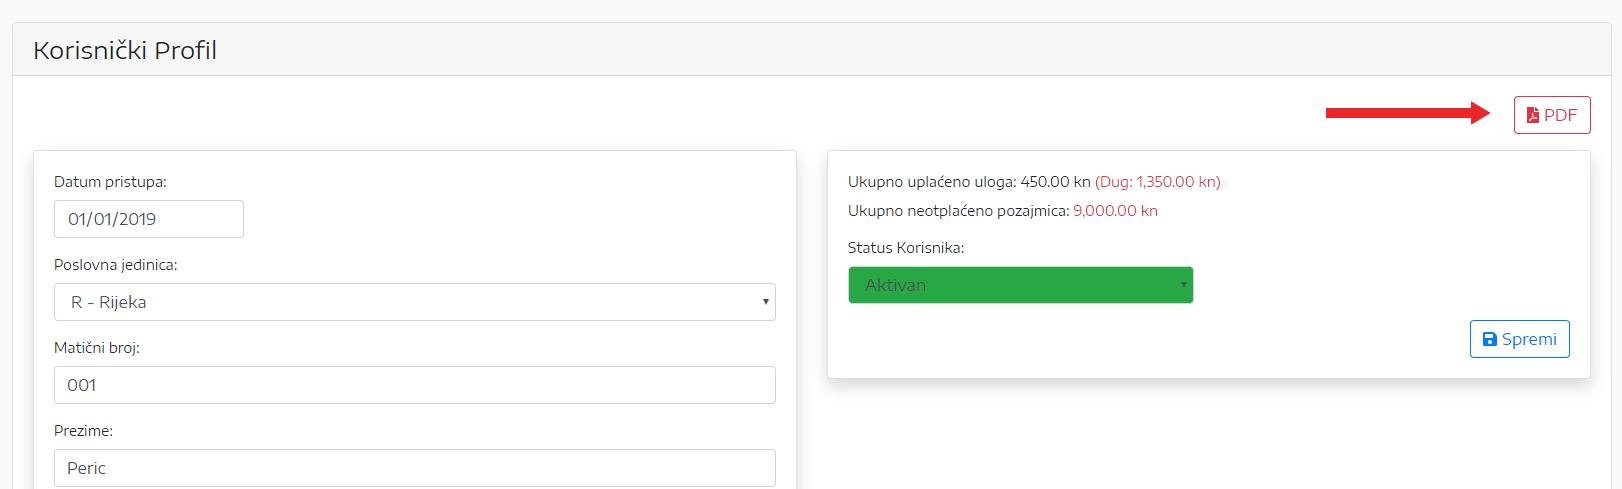 Korisnički Profil
PDF
Datum pristupa:
01/01/2019
Poslovna jedinica:
R - Rijeka
Matični broj:
001
Prezime:
Peric
Ukupno uplaćeno uloga: 450.00 kn (Dug: 1,350.00 kn)
Ukupno neotplaćeno pozajmica: 9,000.00 kn
Status Korisnika:
Aktivan
Spremi